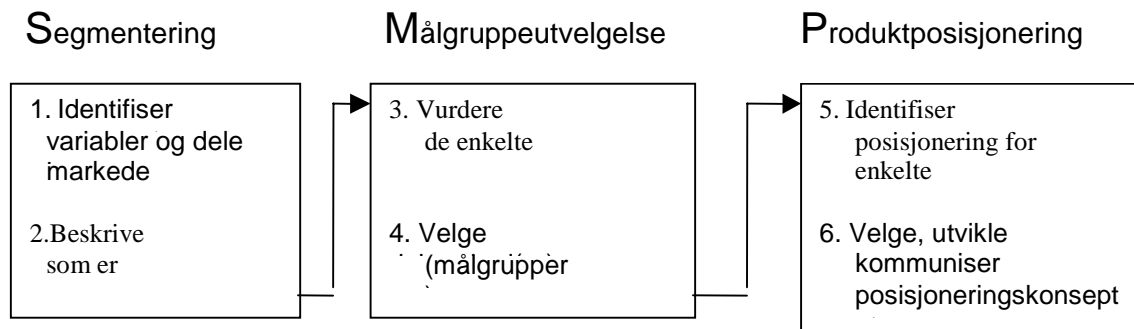 Segmentering
Målgruppeutvelgelse
Produktposisjonering
1. Identifiser
variabler og dele
markede
2.Beskrive
som er
3. Vurdere
de enkelte
4. Velge
(målgrupper
5. Identifiser
posisjonering for
enkelte
6. Velge, utvikle
kommuniser
posisjoneringskonsept